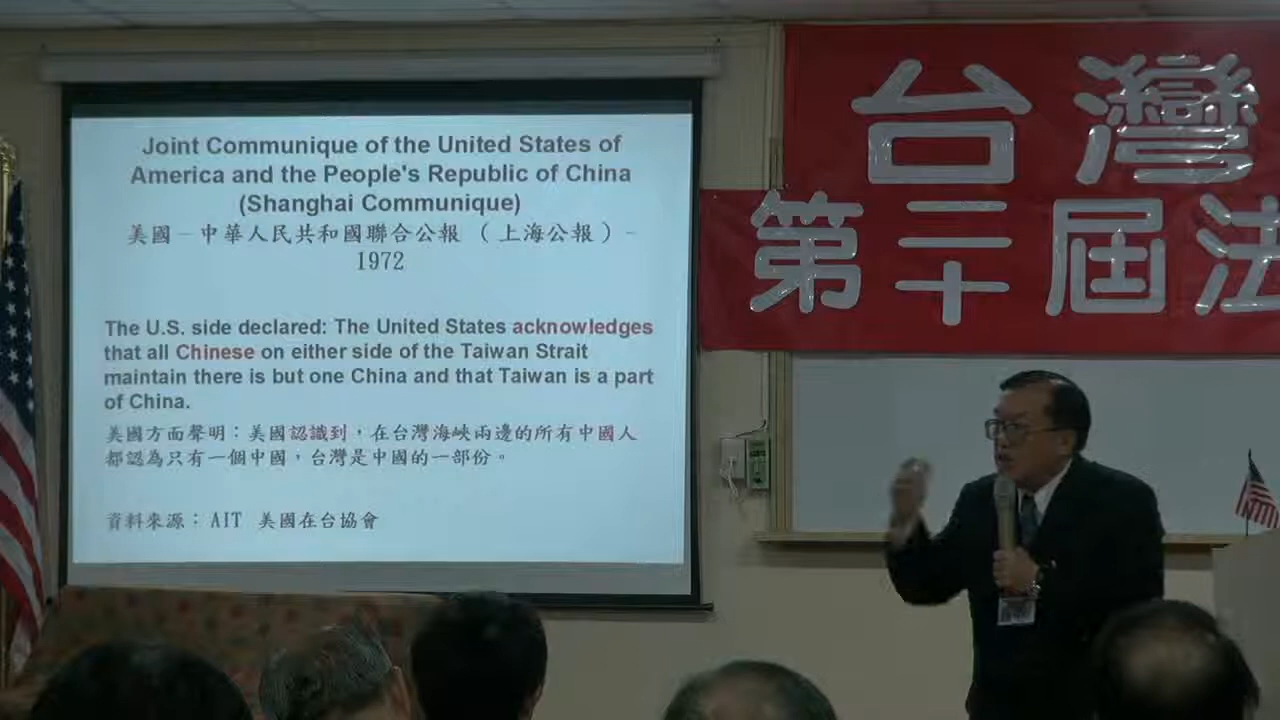 Joint Communique of the United States of
America and the People's Republic of China
(Shanghai Communique)
美國–中華人民共和國聯合公報 （上海公報）–
1972
The U.S. side declared: The United States acknowledges
that all Chinese on either side of the Taiwan Strait
maintain there is but one China and that Taiwan is a part
of China.
美國方面聲明：美國認識到，在台灣海峽兩邊的所有中國人
都認為只有一個中國，台灣是中國的一部份。
資料來源： AIT 美國在台協會
台灣
第二十屆法